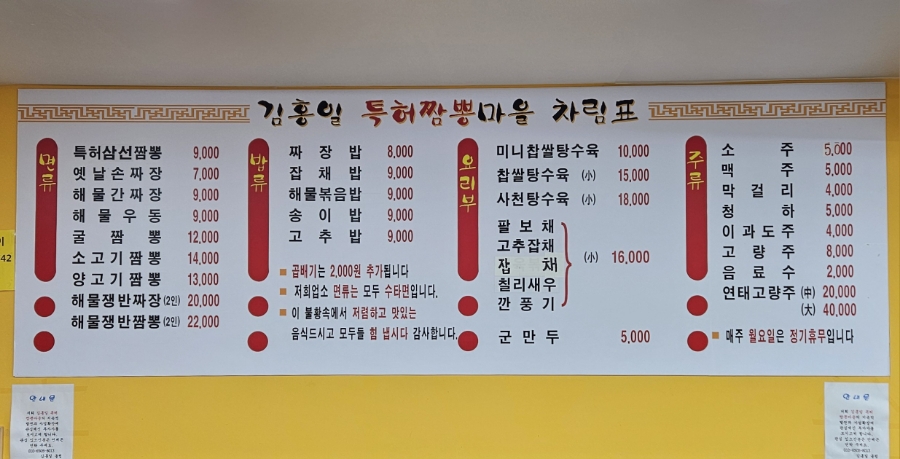 김홍일 특허짬뽕마을 차림표
면류
특허삼선짬뽕 9,000
옛날손짜장 7,000
해물간짜장 9,000
해물우동 9,000
굴짬뽕 12,000
소고기짬뽕 14,000
양고기짬뽕 13,000
해물쟁반짜장(2인) 20,000
해물쟁반짬뽕(2인) 22,000
밥류
짜장밥 8,000
잡채밥 9,000
해물볶음밥 9,000
송이밥 9,000
고추밥 9,000
곱배기는 2,000원 추가됩니다
저희업소 면류는 모두 수타면입니다.
이 불황속에서 저렴하고 맛있는
음식드시고 모두들 힘 냅시다 감사합니다.
요리부
미니찹쌀탕수육 10,000
찹쌀탕수육 (小) 15,000
사천탕수육 (小) 18,000
팔보채
고추잡채
잡채
칠리새우
깐풍기
(小) 16,000
군만두 5,000
주류
소주 5,000
맥주 5,000
막걸리 4,000
청하 5,000
이과도주 4,000
고량주 8,000
음료수 2,000
연태고량주 (中) 20,000
(大) 40,000
매주 월요일은 정기휴무입니다
42
안내문
안내문